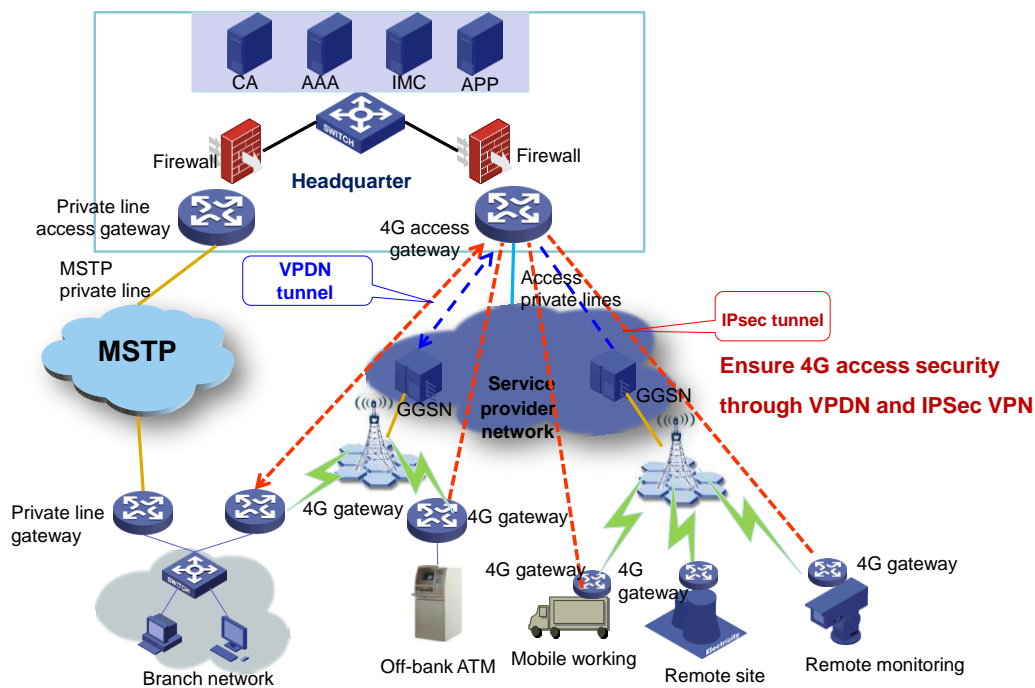 CA
AAA
IMC
APP
SWITCH
Firewall
Firewall
Headquarter
Private line
access gateway
4G access
gateway
MSTP
private line
VPDN
tunnel
Access
private lines
IPsec tunnel
MSTP
Ensure 4G access security
through VPDN and IPSec VPN
GGSN
GGSN
Service
provider
network
Private line
gateway
4G gateway
4G gateway
4G gateway
4G
gateway
4G gateway
SWITCH
Electricity
Branch network
Off-bank ATM
Mobile working
Remote site
Remote monitoring